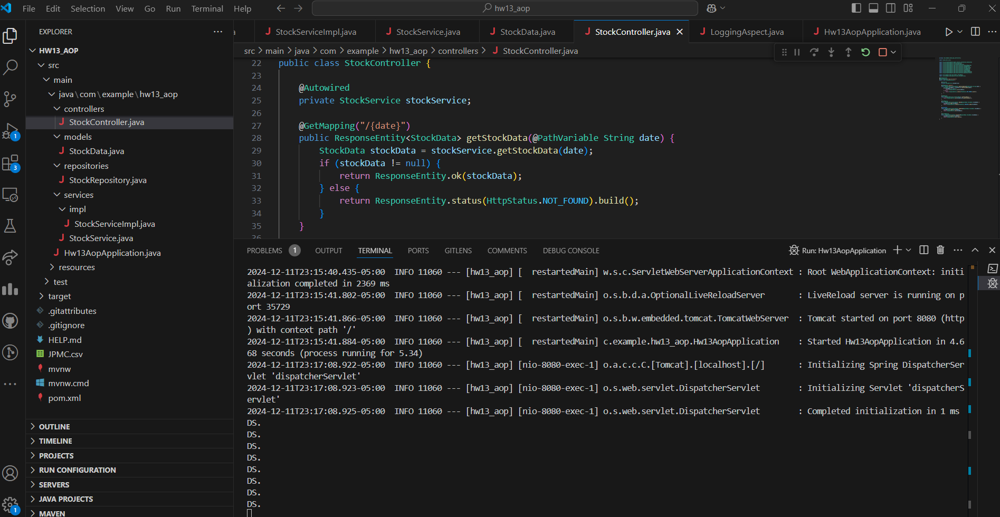 File Edit Selection View Go Run Terminal Help
hw13_aop
EXPLORER
HW13_AOP
src
main
java\com\example\hw13_aop
controllers
StockController.java
models
StockData.java
repositories
StockRepository.java
services
impl
StockServiceImpl.java
StockService.java
Hw13AopApplication.java
resources
test
target
.gitattributes
.gitignore
HELP.md
JPMC.csv
mvnw
mvnw.cmd
pom.xml
OUTLINE
TIMELINE
PROJECTS
RUN CONFIGURATION
SERVERS
JAVA PROJECTS
MAVEN
1
3
1
StockServiceImpl.java StockService.java StockData.java StockController.java LoggingAspect.java Hw13AopApplication.java
src > main > java > com > example > hw13_aop > controllers > StockController.java
22 public class StockController {
23
24 @Autowired
25 private StockService stockService;
26
27 @GetMapping("/{date}")
28 public ResponseEntity<StockData> getStockData(@PathVariable String date) {
29 StockData stockData = stockService.getStockData(date);
30 if (stockData != null) {
31 return ResponseEntity.ok(stockData);
32 } else {
33 return ResponseEntity.status(HttpStatus.NOT_FOUND).build();
34 }
35 }
36
PROBLEMS 1 OUTPUT TERMINAL PORTS GITLENS COMMENTS DEBUG CONSOLE
Run: Hw13AopApplication
2024-12-11T23:15:40.435-05:00 INFO 11060 --- [hw13_aop] [ restartedMain] w.s.c.ServletWebServerApplicationContext : Root WebApplicationContext: initi
alization completed in 2369 ms
2024-12-11T23:15:41.802-05:00 INFO 11060 --- [hw13_aop] [ restartedMain] o.s.b.d.a.OptionalLiveReloadServer : LiveReload server is running on p
ort 35729
2024-12-11T23:15:41.866-05:00 INFO 11060 --- [hw13_aop] [ restartedMain] o.s.b.w.embedded.tomcat.TomcatWebServer : Tomcat started on port 8080 (http
) with context path '/'
2024-12-11T23:15:41.884-05:00 INFO 11060 --- [hw13_aop] [ restartedMain] c.example.hw13_aop.Hw13AopApplication : Started Hw13AopApplication in 4.6
68 seconds (process running for 5.34)
2024-12-11T23:17:08.922-05:00 INFO 11060 --- [hw13_aop] [nio-8080-exec-1] o.a.c.c.C.[Tomcat].[localhost].[/] : Initializing Spring DispatcherSer
vlet 'dispatcherServlet'
2024-12-11T23:17:08.923-05:00 INFO 11060 --- [hw13_aop] [nio-8080-exec-1] o.s.web.servlet.DispatcherServlet : Initializing Servlet 'dispatcherS
ervlet'
2024-12-11T23:17:08.925-05:00 INFO 11060 --- [hw13_aop] [nio-8080-exec-1] o.s.web.servlet.DispatcherServlet : Completed initialization in 1 ms
DS.
DS.
DS.
DS.
DS.
DS.
DS.
DS.